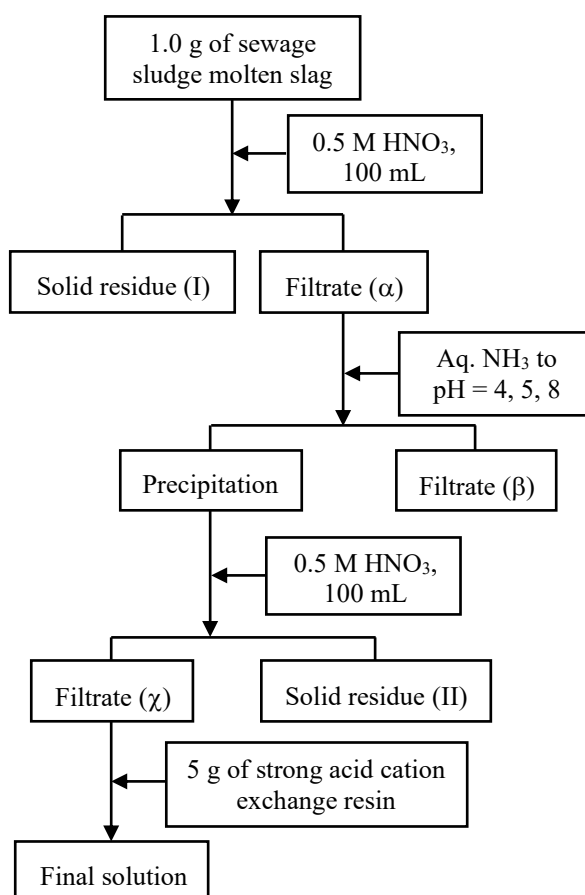 1.0 g of sewage
sludge molten slag
0.5 M HNO₃,
100 mL
Solid residue (I)
Filtrate (α)
Aq. NH₃ to
pH = 4, 5, 8
Precipitation
Filtrate (β)
0.5 M HNO₃,
100 mL
Filtrate (χ)
Solid residue (II)
5 g of strong acid cation
exchange resin
Final solution